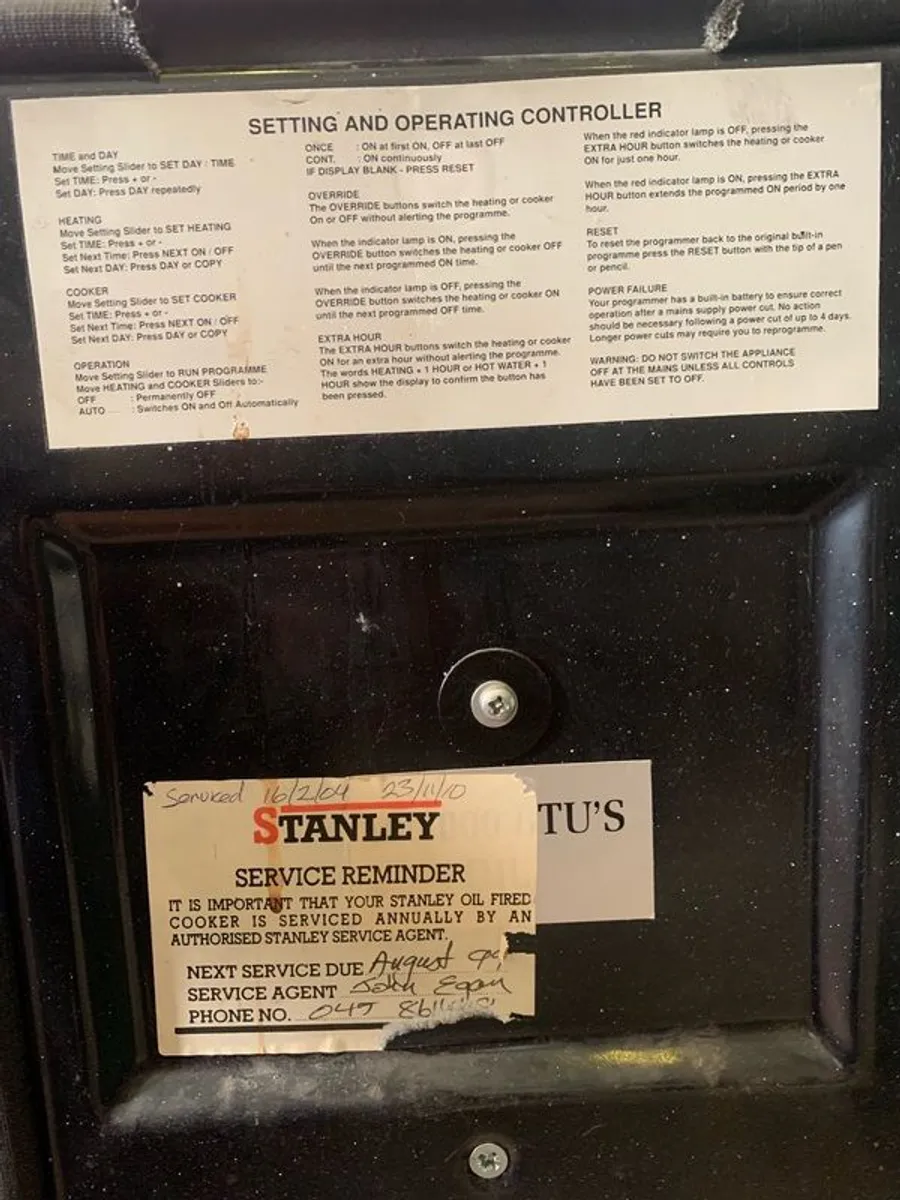 SETTING AND OPERATING CONTROLLER
TIME and DAY
Move Setting Slider to SET DAY / TIME
Set TIME: Press + or -
Set DAY: Press DAY repeatedly
HEATING
Move Setting Slider to SET HEATING
Set TIME: Press + or -
Set Next Time: Press NEXT ON / OFF
Set Next DAY: Press DAY or COPY
COOKER
Move Setting Slider to SET COOKER
Set TIME: Press + or -
Set Next Time: Press NEXT ON / OFF
Set Next DAY: Press DAY or COPY
OPERATION
Move Setting Slider to RUN PROGRAMME
Move HEATING and COOKER Sliders to:-
OFF : Permanently OFF
AUTO : Switches ON and Off Automatically
ONCE : ON at first ON, OFF at last OFF
CONT. : ON continuously
IF DISPLAY BLANK - PRESS RESET
OVERRIDE
The OVERRIDE buttons switch the heating or cooker
On or OFF without alerting the programme.
When the indicator lamp is ON, pressing the
OVERRIDE button switches the heating or cooker OFF
until the next programmed ON time.
When the indicator lamp is OFF, pressing the
OVERRIDE button switches the heating or cooker ON
until the next programmed OFF time.
EXTRA HOUR
The EXTRA HOUR buttons switch the heating or cooker
ON for an extra hour without alerting the programme.
The words HEATING + 1 HOUR or HOT WATER + 1
HOUR show the display to confirm the button has
been pressed.
When the red indicator lamp is OFF, pressing the
EXTRA HOUR button switches the heating or cooker
ON for just one hour.
When the red indicator lamp is ON, pressing the EXTRA
HOUR button extends the programmed ON period by one
hour.
RESET
To reset the programmer back to the original built-in
programme press the RESET button with the tip of a pen
or pencil.
POWER FAILURE
Your programmer has a built-in battery to ensure correct
operation after a mains supply power cut. No action
should be necessary following a power cut of up to 4 days.
Longer power cuts may require you to reprogramme.
WARNING: DO NOT SWITCH THE APPLIANCE
OFF AT THE MAINS UNLESS ALL CONTROLS
HAVE BEEN SET TO OFF.
Serviced 16/2/04 23/11/10
STANLEY
TU'S
SERVICE REMINDER
IT IS IMPORTANT THAT YOUR STANLEY OIL FIRED
COOKER IS SERVICED ANNUALLY BY AN
AUTHORISED STANLEY SERVICE AGENT.
NEXT SERVICE DUE August
SERVICE AGENT John Egan
PHONE NO. 045